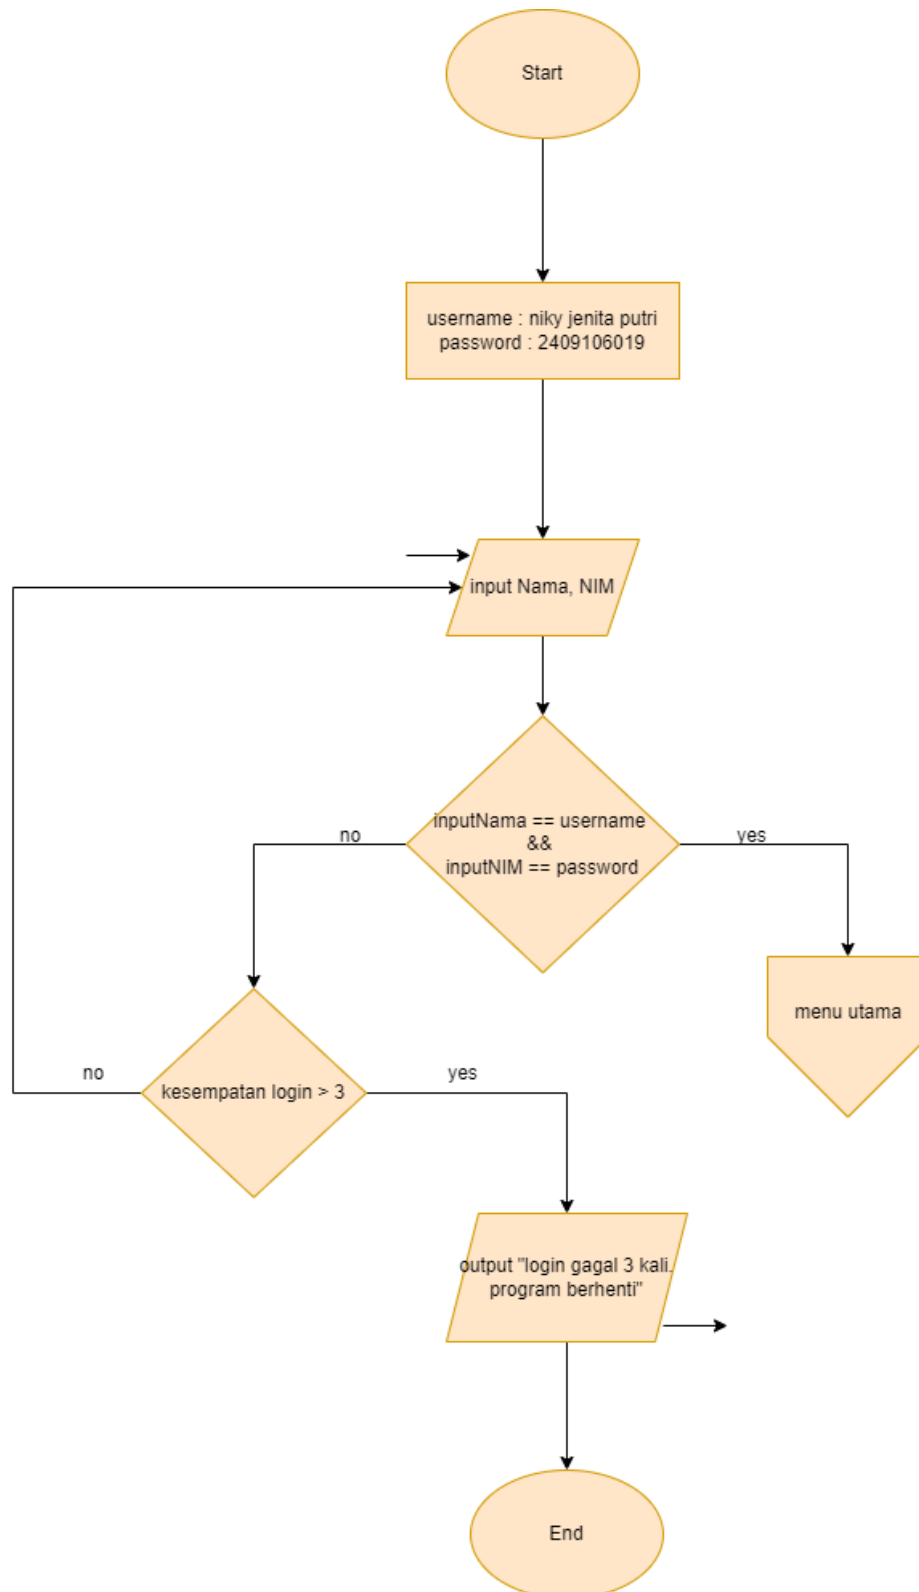 Start
username : niky jenita putri
password : 2409106019
input Nama, NIM
inputNama == username
&&
inputNIM == password
no
yes
menu utama
kesempatan login > 3
no
yes
output "login gagal 3 kali.
program berhenti"
End